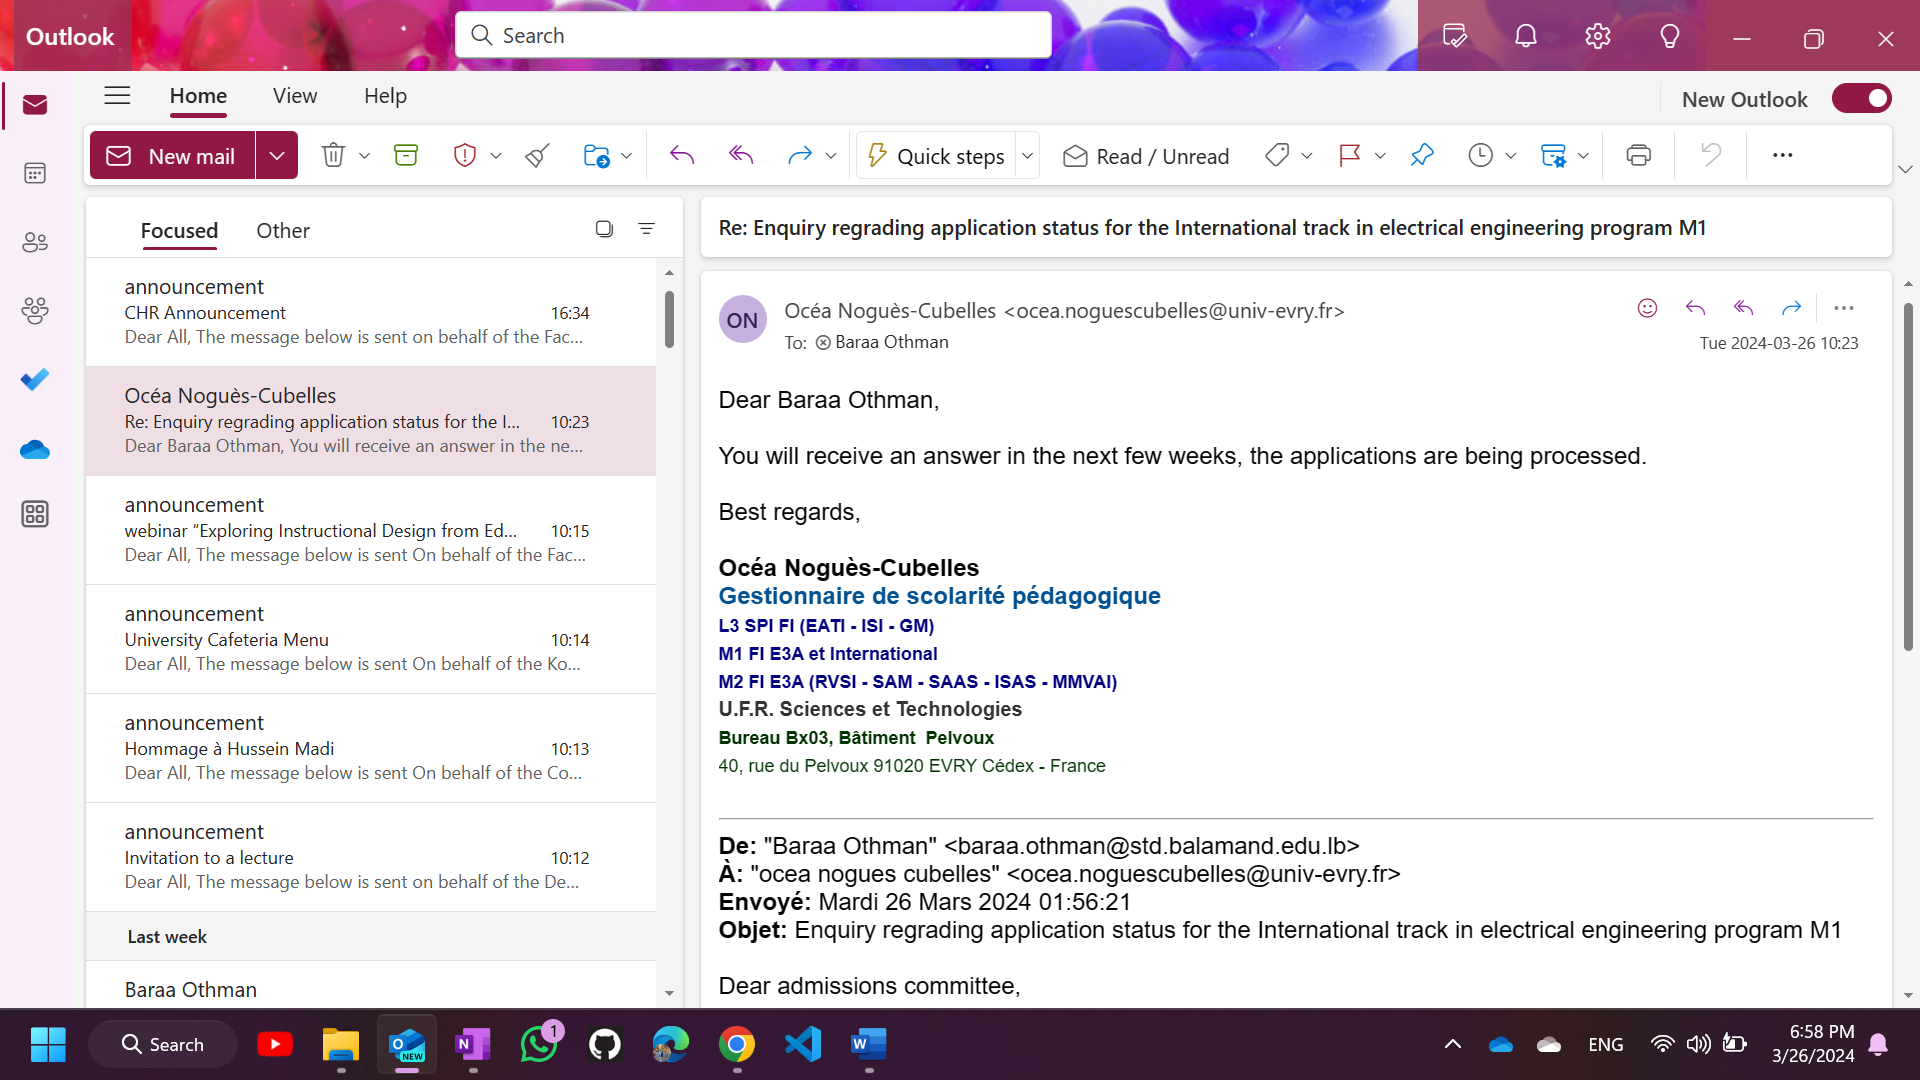 Outlook
Search
Home View Help
New Outlook
New mail
Quick steps
Read / Unread
Focused Other
announcement
CHR Announcement 16:34
Dear All, The message below is sent on behalf of the Fac...
Océa Noguès-Cubelles
Re: Enquiry regrading application status for the I... 10:23
Dear Baraa Othman, You will receive an answer in the ne...
announcement
webinar “Exploring Instructional Design from Ed... 10:15
Dear All, The message below is sent On behalf of the Fac...
announcement
University Cafeteria Menu 10:14
Dear All, The message below is sent On behalf of the Ko...
announcement
Hommage à Hussein Madi 10:13
Dear All, The message below is sent On behalf of the Co...
announcement
Invitation to a lecture 10:12
Dear All, The message below is sent on behalf of the De...
Last week
Baraa Othman
Re: Enquiry regrading application status for the International track in electrical engineering program M1
ON
Océa Noguès-Cubelles <ocea.noguescubelles@univ-evry.fr>
To: Baraa Othman
Tue 2024-03-26 10:23
Dear Baraa Othman,
You will receive an answer in the next few weeks, the applications are being processed.
Best regards,
Océa Noguès-Cubelles
Gestionnaire de scolarité pédagogique
L3 SPI FI (EATI - ISI - GM)
M1 FI E3A et International
M2 FI E3A (RVSI - SAM - SAAS - ISAS - MMVAI)
U.F.R. Sciences et Technologies
Bureau Bx03, Bâtiment Pelvoux
40, rue du Pelvoux 91020 EVRY Cédex - France
De: "Baraa Othman" <baraa.othman@std.balamand.edu.lb>
À: "ocea nogues cubelles" <ocea.noguescubelles@univ-evry.fr>
Envoyé: Mardi 26 Mars 2024 01:56:21
Objet: Enquiry regrading application status for the International track in electrical engineering program M1
Dear admissions committee,
Search
O NEW
N
1
W
ENG
6:58 PM
3/26/2024